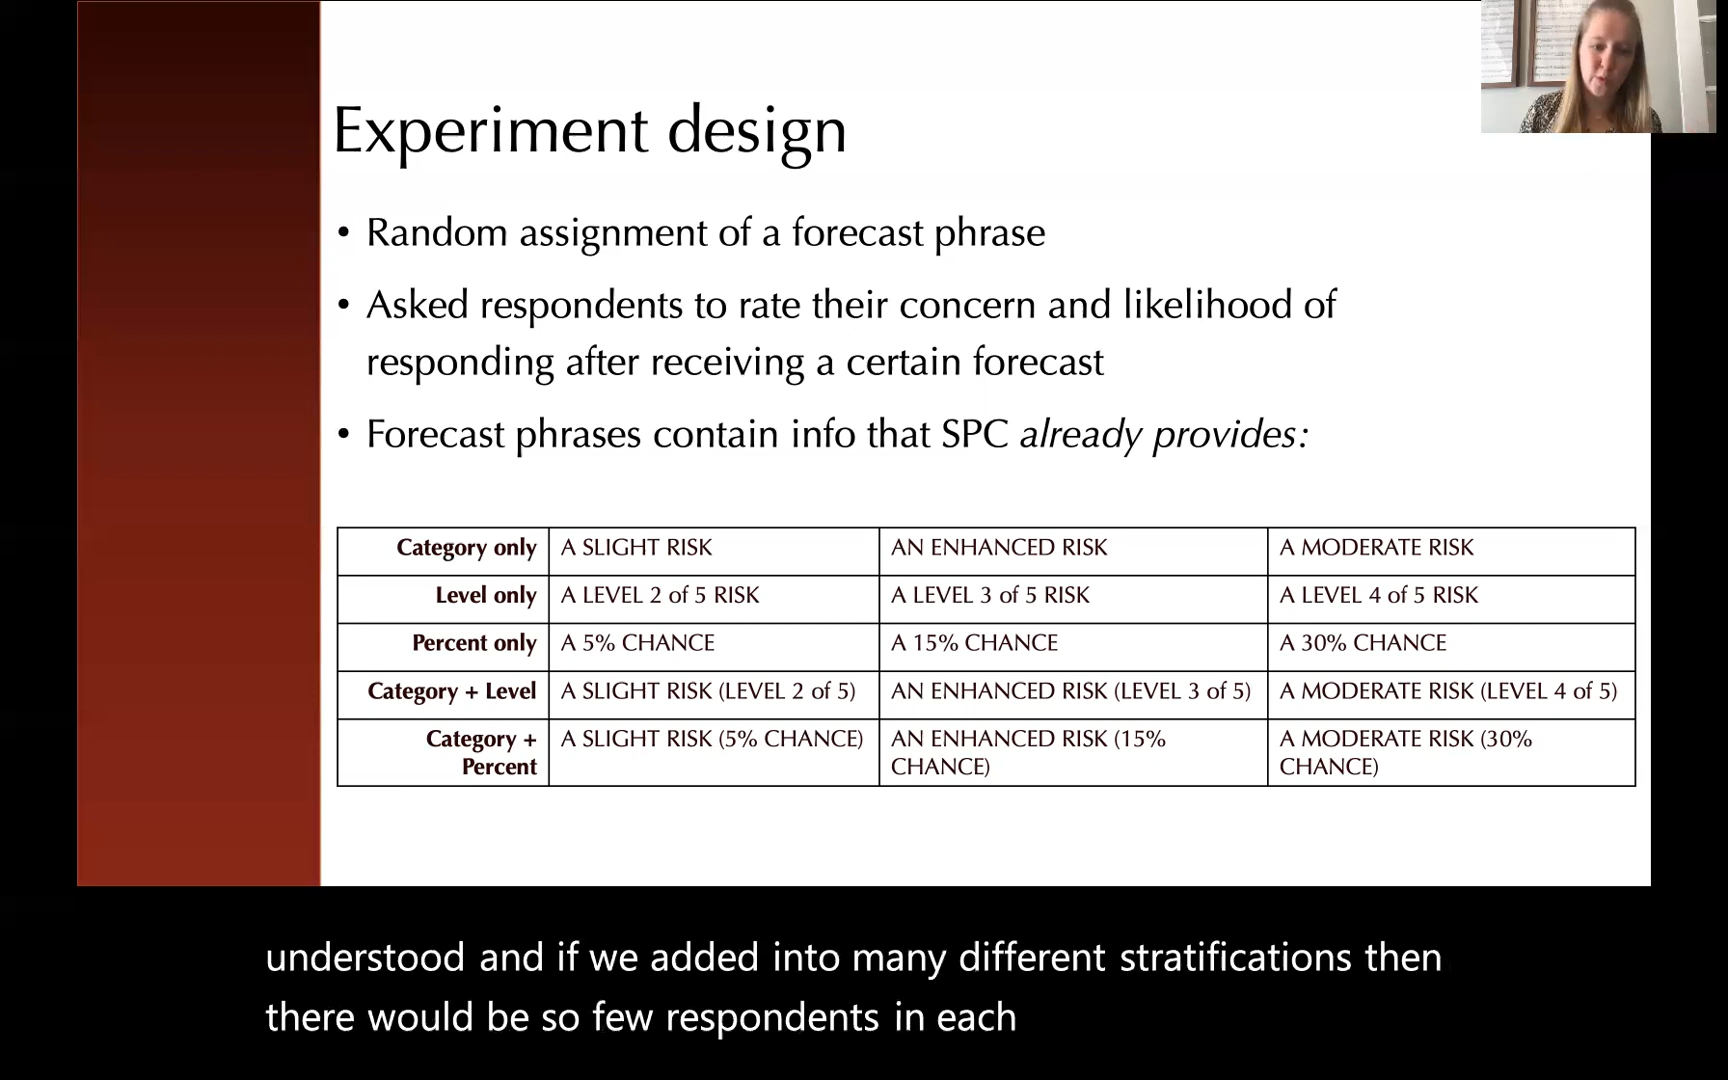 Experiment design
• Random assignment of a forecast phrase
• Asked respondents to rate their concern and likelihood of
responding after receiving a certain forecast
• Forecast phrases contain info that SPC already provides:
Category only A SLIGHT RISK AN ENHANCED RISK A MODERATE RISK
Level only A LEVEL 2 of 5 RISK A LEVEL 3 of 5 RISK A LEVEL 4 of 5 RISK
Percent only A 5% CHANCE A 15% CHANCE A 30% CHANCE
Category + Level A SLIGHT RISK (LEVEL 2 of 5) AN ENHANCED RISK (LEVEL 3 of 5) A MODERATE RISK (LEVEL 4 of 5)
Category + A SLIGHT RISK (5% CHANCE) AN ENHANCED RISK (15% A MODERATE RISK (30%
Percent CHANCE) CHANCE)
understood and if we added into many different stratifications then
there would be so few respondents in each